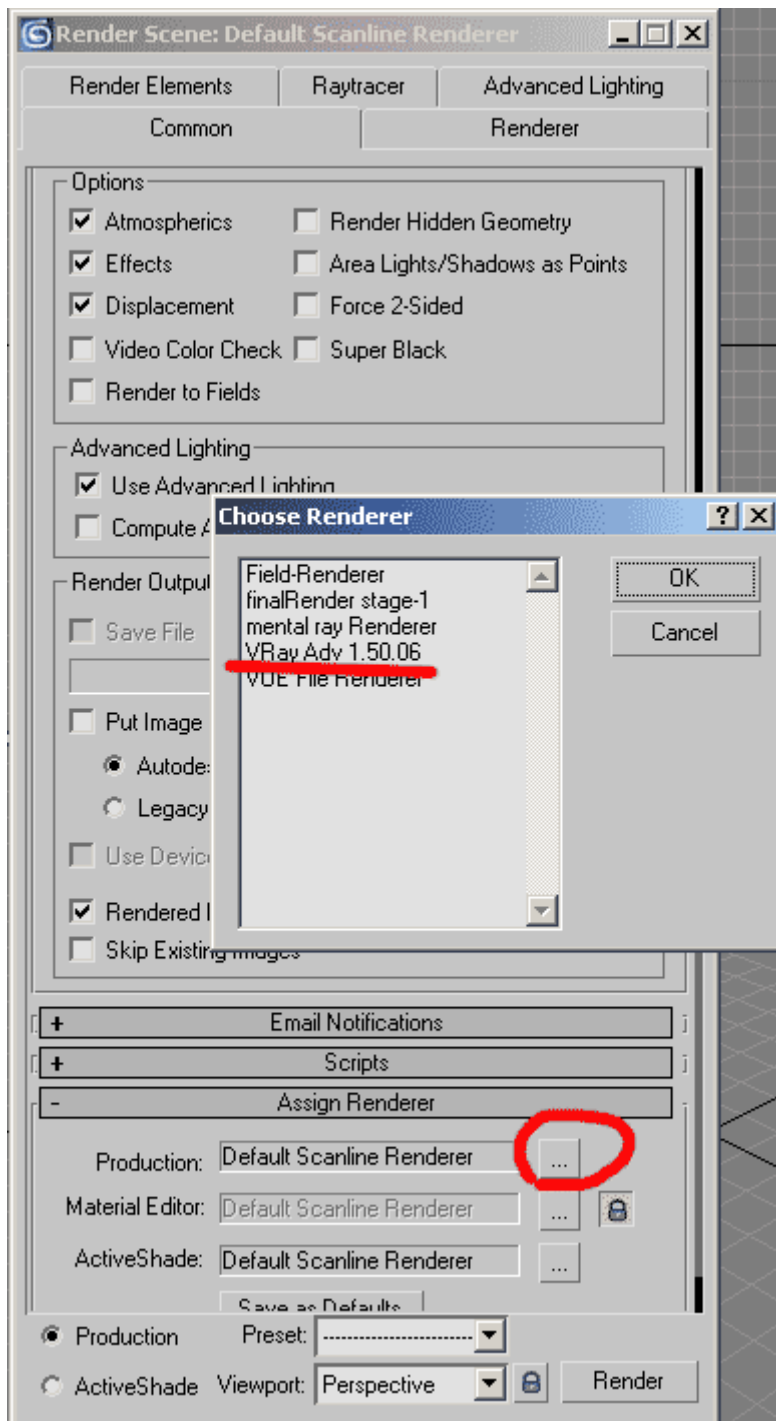 Render Scene: Default Scanline Renderer
Render Elements Raytracer Advanced Lighting
Common Renderer
Options
Atmospherics Render Hidden Geometry
Effects Area Lights/Shadows as Points
Displacement Force 2-Sided
Video Color Check Super Black
Render to Fields
Advanced Lighting
Use Advanced Lighting
Compute
Choose Renderer
Field-Renderer
finalRender stage-1
mental ray Renderer
VRay Adv 1.50.06
VUE File Renderer
OK
Cancel
Render Output
Save File
Put Image
Legacy
Use
Rendered
Skip Existing Images
+ Email Notifications
+ Scripts
- Assign Renderer
Production: Default Scanline Renderer ...
Material Editor: Default Scanline Renderer ...
ActiveShade: Default Scanline Renderer ...
Save as Defaults
Production Preset: -------------------------
ActiveShade Viewport: Perspective Render